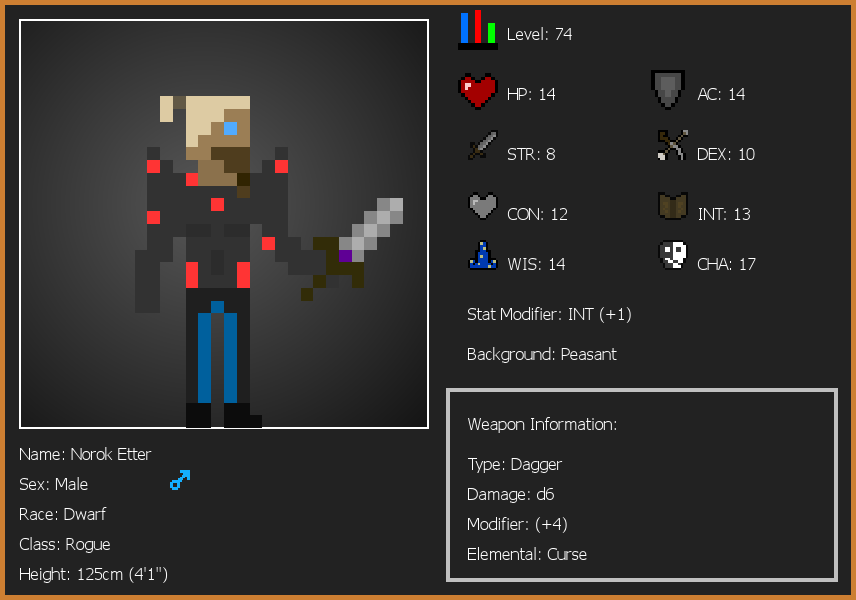 Level: 74
HP: 14
AC: 14
STR: 8
DEX: 10
CON: 12
INT: 13
WIS: 14
CHA: 17
Stat Modifier: INT (+1)
Background: Peasant
Weapon Information:
Type: Dagger
Damage: d6
Modifier: (+4)
Elemental: Curse
Name: Norok Etter
Sex: Male
Race: Dwarf
Class: Rogue
Height: 125cm (4'1")